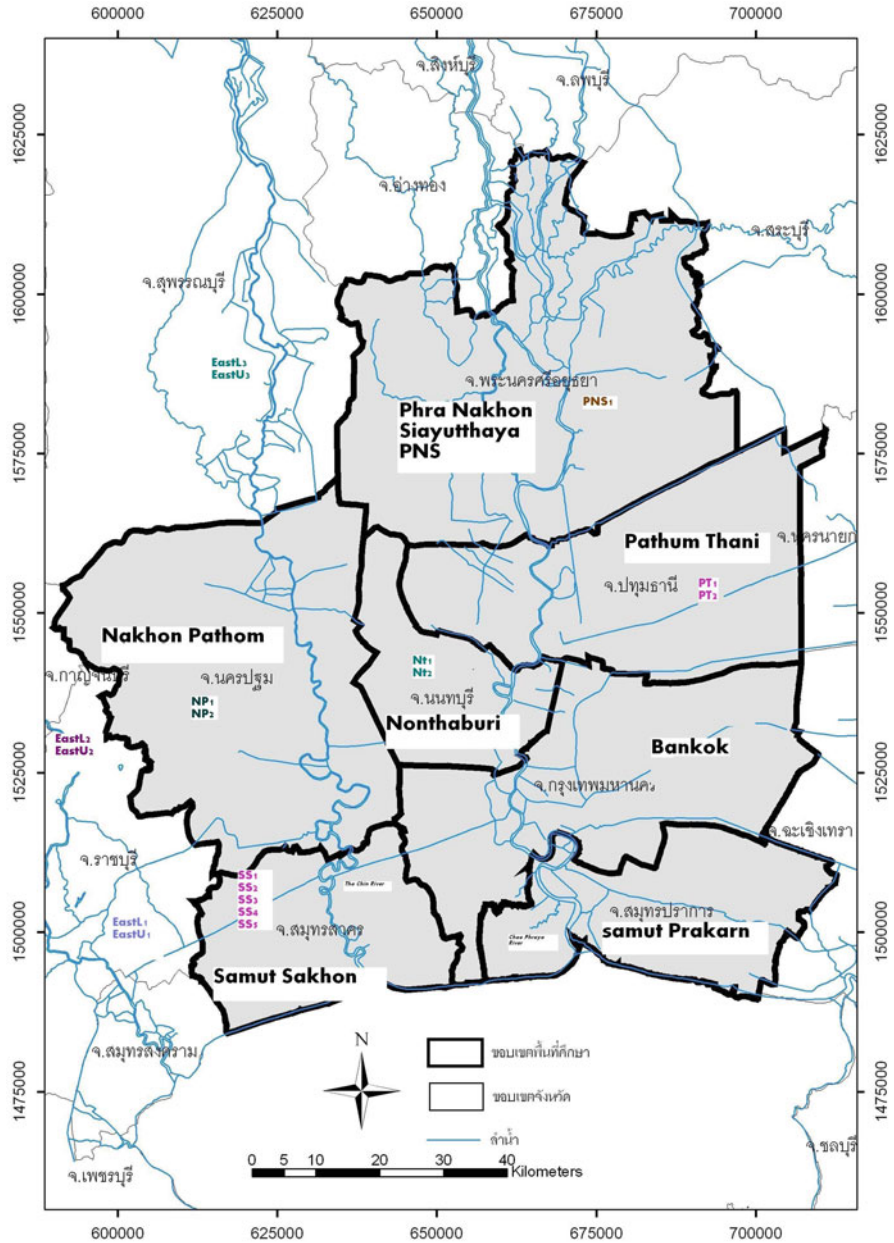 600000 625000 650000 675000 700000
จ.สิงห์บุรี
จ.ลพบุรี
1625000 1625000
จ.อ่างทอง
จ.สระบุรี
จ.สุพรรณบุรี
1600000 1600000
EastL3
EastU3
จ.พระนครศรีอยุธยา
PNS1
Phra Nakhon
Siayutthaya
PNS
1575000 1575000
Pathum Thani
จ.นครนายก
จ.ปทุมธานี
PT1
PT2
1550000 1550000
Nakhon Pathom
จ.กาญจนบุรี
จ.นครปฐม
NP1
NP2
Nt1
Nt2
จ.นนทบุรี
Nonthaburi
Bankok
EastL2
EastU2
1525000 1525000
จ.กรุงเทพมหานคร
จ.ฉะเชิงเทรา
จ.ราชบุรี
SS1
SS2
SS3
SS4
SS5
The Chin River
EastL1
EastU1
จ.สมุทรสาคร
จ.สมุทรปราการ
samut Prakarn
Chao Phraya
River
1500000 1500000
Samut Sakhon
จ.สมุทรสงคราม
N
ขอบเขตพื้นที่ศึกษา
ขอบเขตจังหวัด
ลำน้ำ
1475000 1475000
จ.ชลบุรี
จ.เพชรบุรี
0 5 10 20 30 40
Kilometers
600000 625000 650000 675000 700000